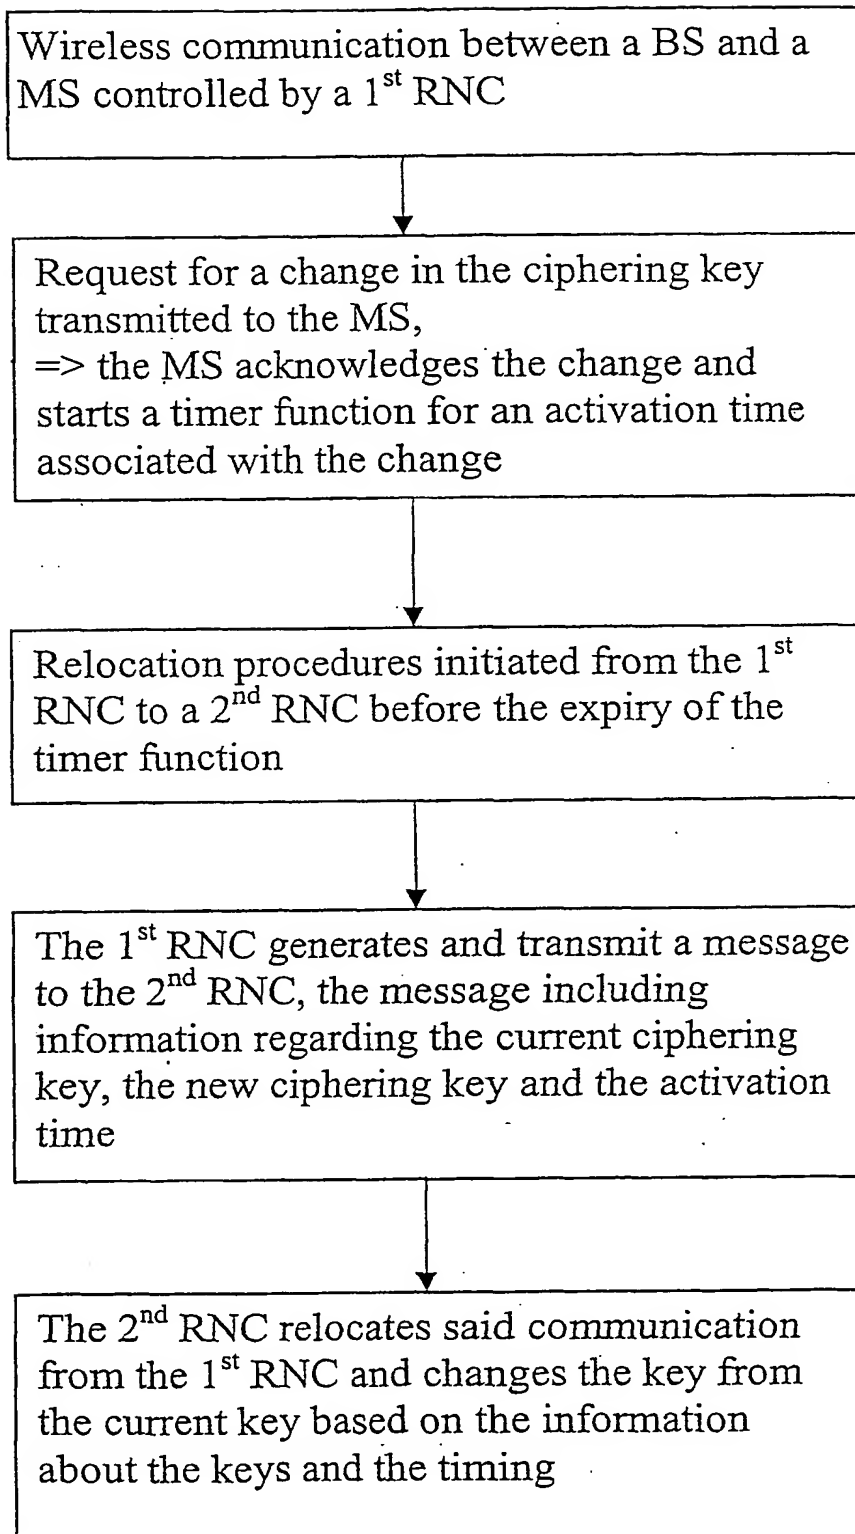 Wireless communication between a BS and a
MS controlled by a 1st RNC
Request for a change in the ciphering key
transmitted to the MS,
=> the MS acknowledges the change and
starts a timer function for an activation time
associated with the change
Relocation procedures initiated from the 1st
RNC to a 2nd RNC before the expiry of the
timer function
The 1st RNC generates and transmit a message
to the 2nd RNC, the message including
information regarding the current ciphering
key, the new ciphering key and the activation
time
The 2nd RNC relocates said communication
from the 1st RNC and changes the key from
the current key based on the information
about the keys and the timing